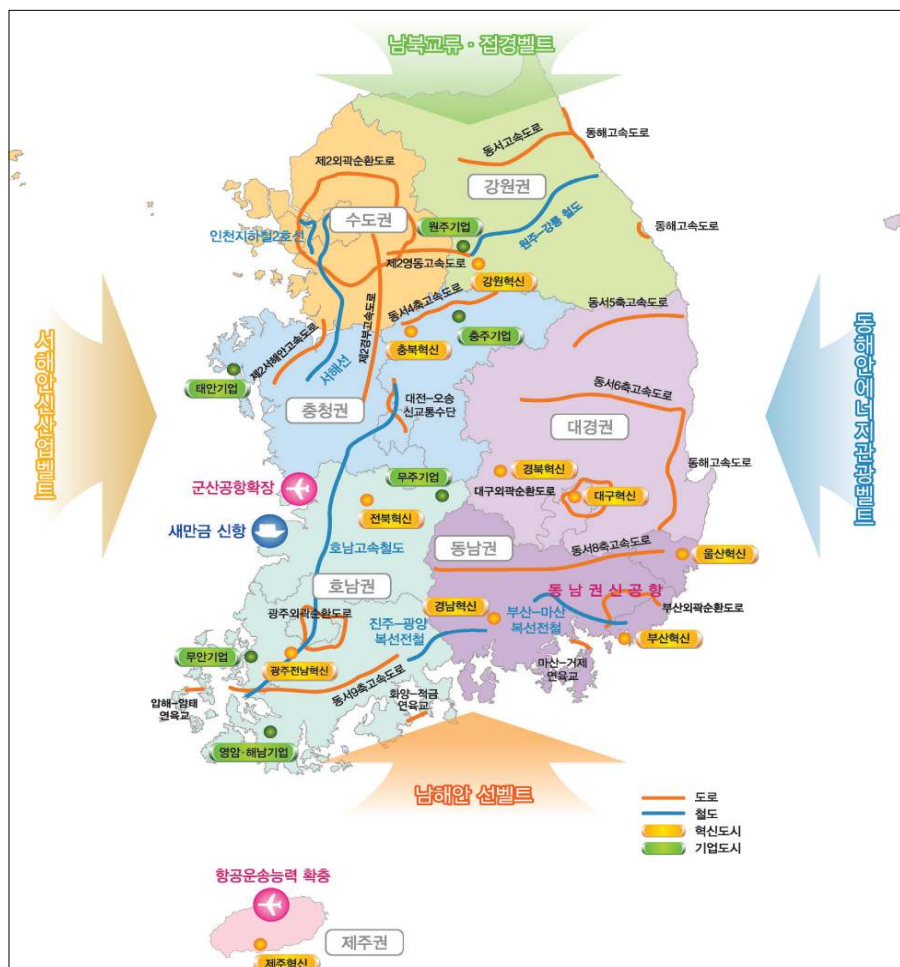 남북교류·접경벨트
동서고속도로
동해고속도로
제2외곽순환도로
강원권
수도권
원주기업
원주-강릉 철도
인천지하철2호선
동해고속도로
제2영동고속도로
강원혁신
동서4축고속도로
동서5축고속도로
제2경부고속도로
충북혁신
충주기업
제2서해안고속도로
서해선
태안기업
서해안신산업벨트
동해안에너지관광벨트
대전-오송
신교통수단
동서6축고속도로
충청권
대경권
동해고속도로
경북혁신
무주기업
군산공항확장
대구외곽순환도로
대구혁신
전북혁신
새만금 신항
호남고속철도
동남권
동서8축고속도로
울산혁신
호남권
동남권신공항
광주외곽순환도로
경남혁신
부산-마산
복선전철
부산외곽순환도로
진주-광양
복선전철
부산혁신
무안기업
광주전남혁신
마산-거제
연육교
동서9축고속도로
화양-적금
연육교
압해-암태
연육교
영암·해남기업
남해안 선벨트
도로
철도
혁신도시
기업도시
항공운송능력 확충
제주권
제주혁신